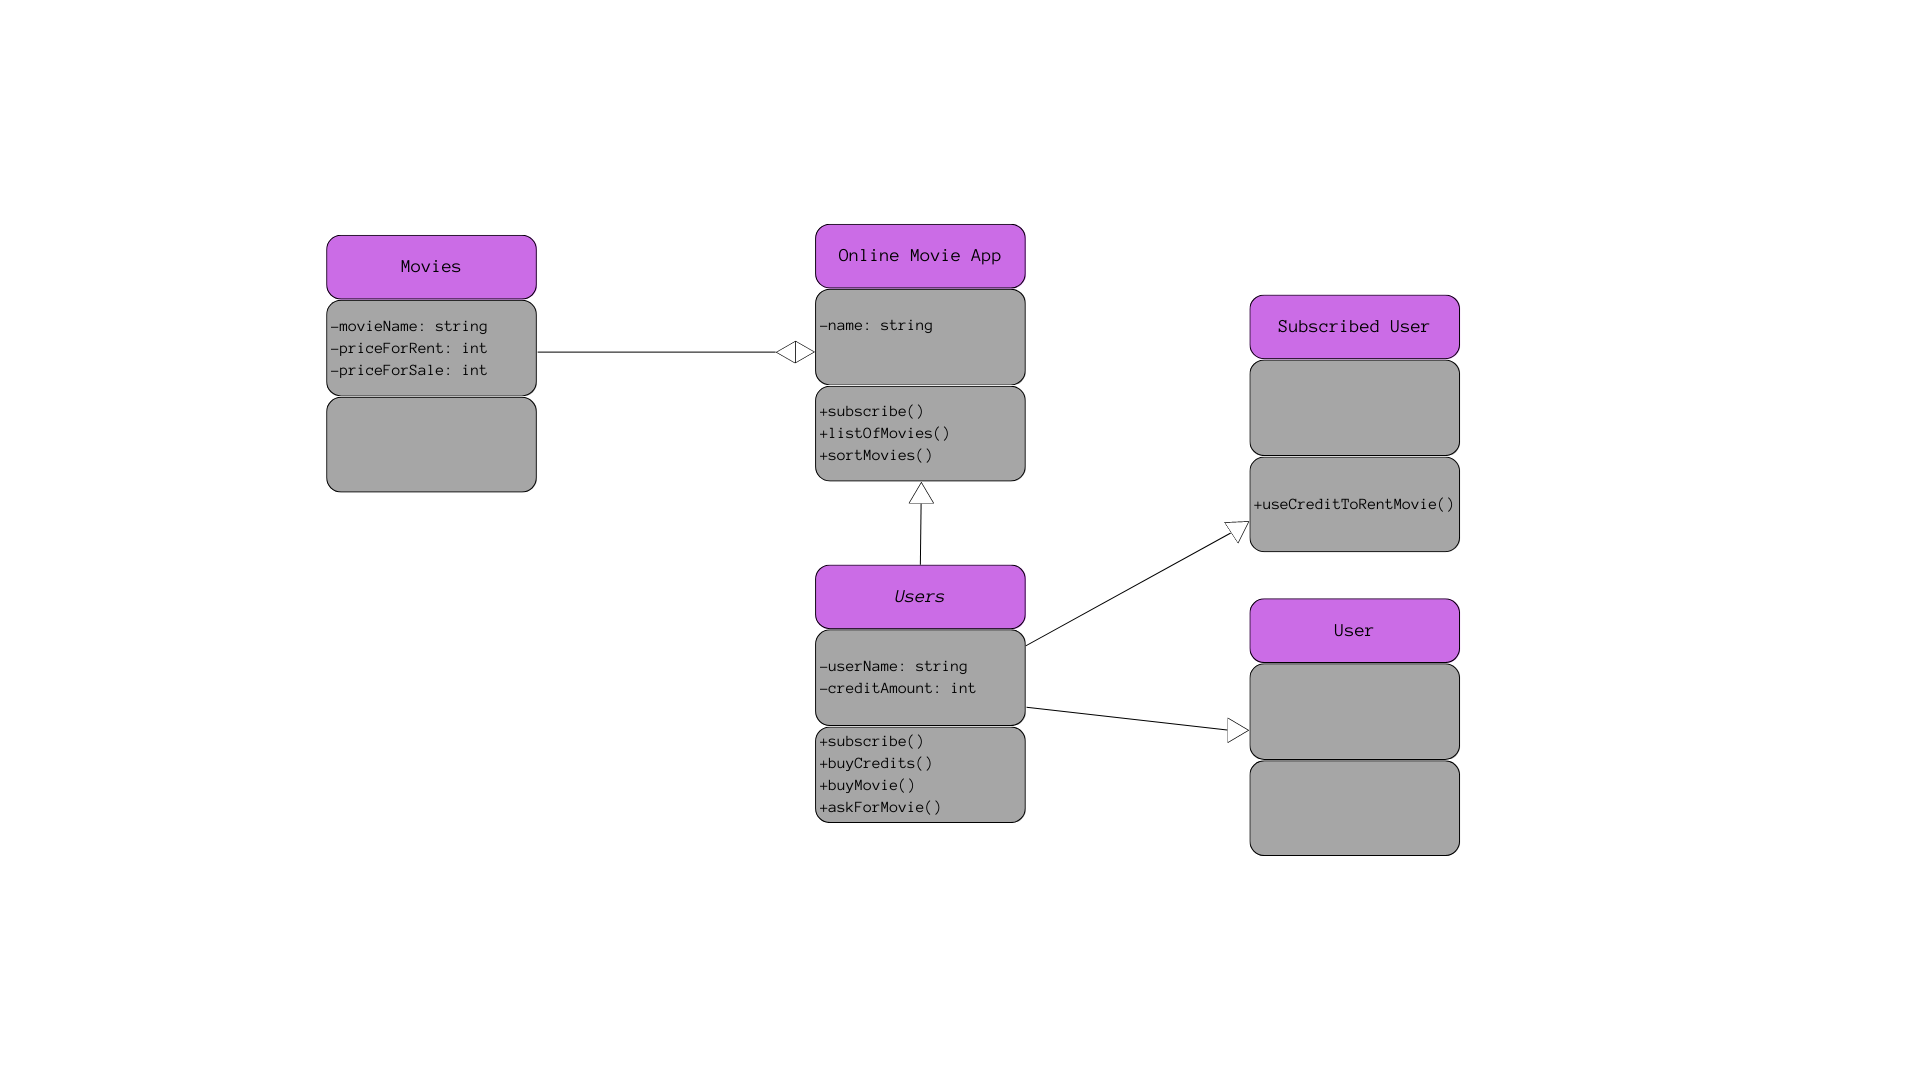 Movies
-movieName: string
-priceForRent: int
-priceForSale: int
Online Movie App
-name: string
+subscribe()
+listOfMovies()
+sortMovies()
Subscribed User
+useCreditToRentMovie()
Users
-userName: string
-creditAmount: int
+subscribe()
+buyCredits()
+buyMovie()
+askForMovie()
User